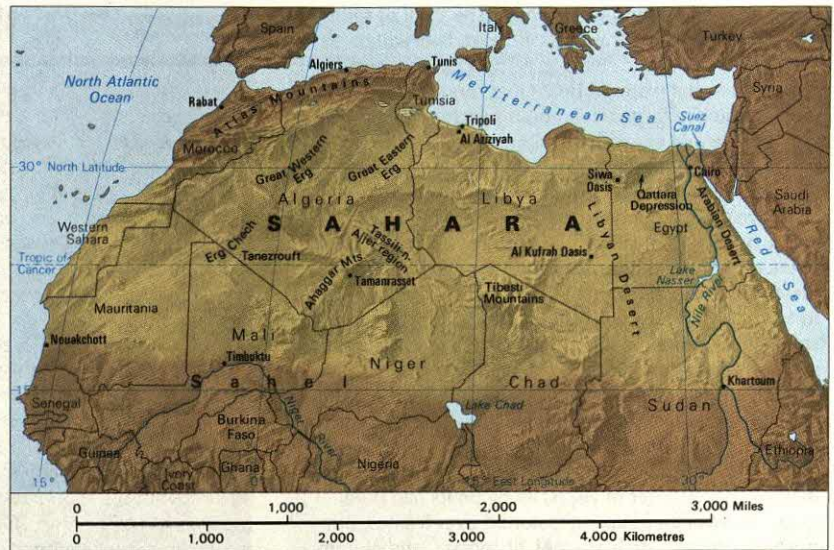 Spain
Italy
Greece
Turkey
North Atlantic
Ocean
Algiers
Tunis
Mediterranean Sea
Syria
Rabat
Atlas Mountains
Tunisia
Suez
Canal
Tripoli
Al Aziziyah
Morocco
30° North Latitude
Great Western
Erg
Great Eastern
Erg
Siwa
Oasis
Cairo
Qattara
Depression
Arabian Desert
Saudi
Arabia
Algeria
Libya
Western
Sahara
SAHARA
Egypt
Libyan Desert
Red Sea
Erg Chech
Tassili-n-
Ajjer region
Tropic of
Cancer
Tanezrouft
Al Kufrah Oasis
Ahaggar Mts.
Tamanrasset
Lake
Nasser
Tibesti
Mountains
Nile River
Mauritania
Mali
Nouakchott
Timbuktu
Niger
Sahel
15°
Chad
Khartoum
Senegal
Lake Chad
Sudan
Burkina
Faso
Niger River
Guinea
Ivory
Coast
Ghana
Nigeria
Ethiopia
15°
0°
15°
East Longitude
30°
0 1,000 2,000 3,000 Miles
0 1,000 2,000 3,000 4,000 Kilometres